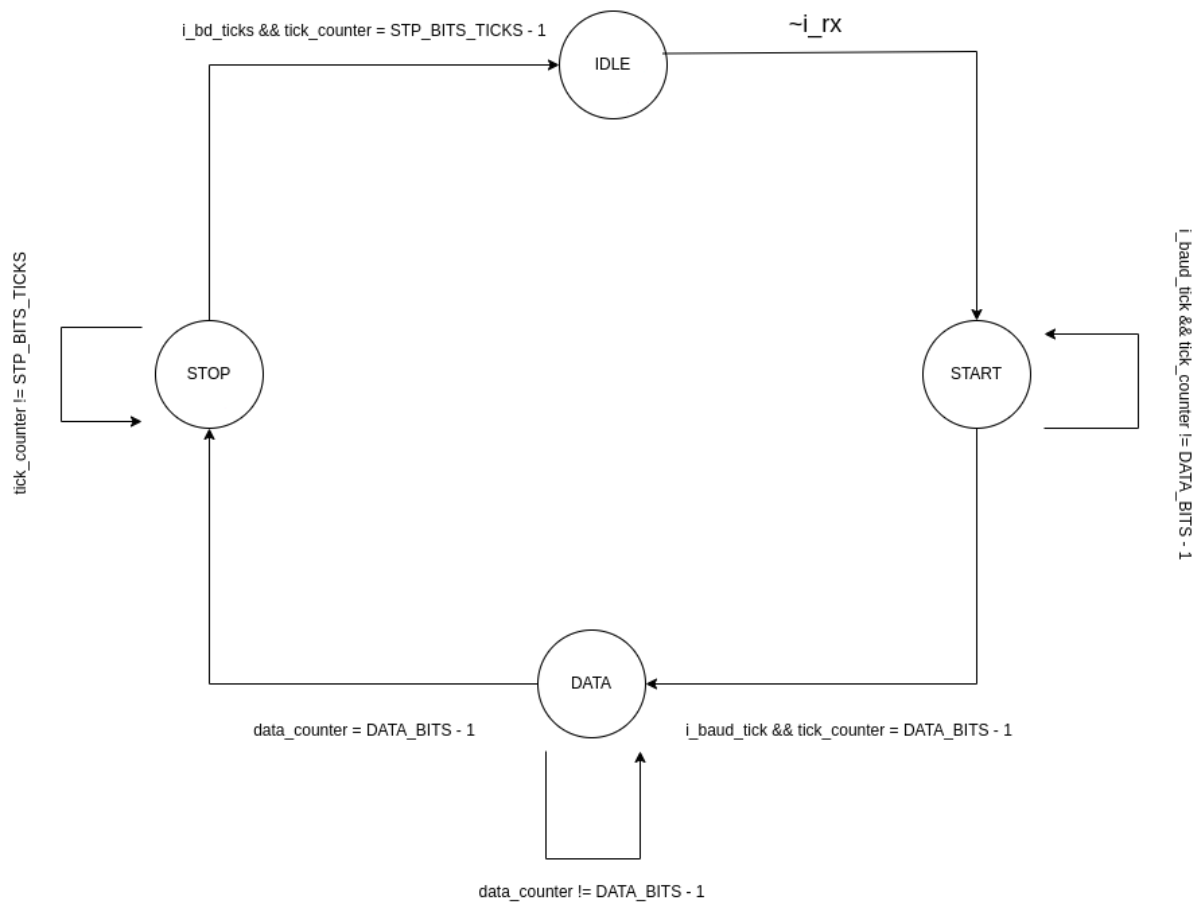 i_bd_ticks && tick_counter = STP_BITS_TICKS - 1
~i_rx
IDLE
tick_counter != STP_BITS_TICKS
STOP
START
i_baud_tick && tick_counter != DATA_BITS - 1
DATA
data_counter = DATA_BITS - 1
i_baud_tick && tick_counter = DATA_BITS - 1
data_counter != DATA_BITS - 1